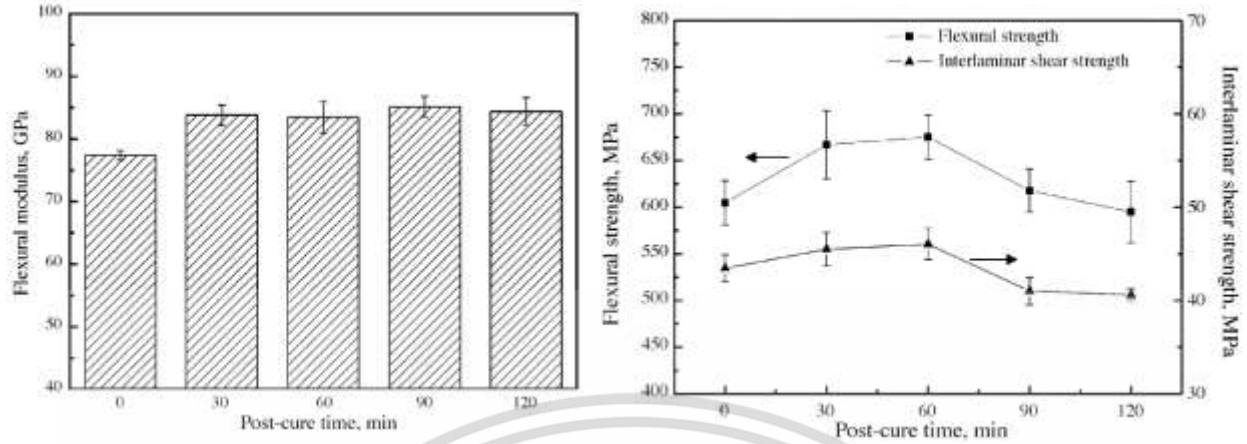 100
90
80
70
60
50
40
Flexural modulus, GPa
0 30 60 90 120
Post-cure time, min
800
750
700
650
600
550
500
450
400
Flexural strength, MPa
Flexural strength
Interlaminar shear strength
70
60
50
40
30
Interlaminar shear strength, MPa
0 30 60 90 120
Post-cure time, min